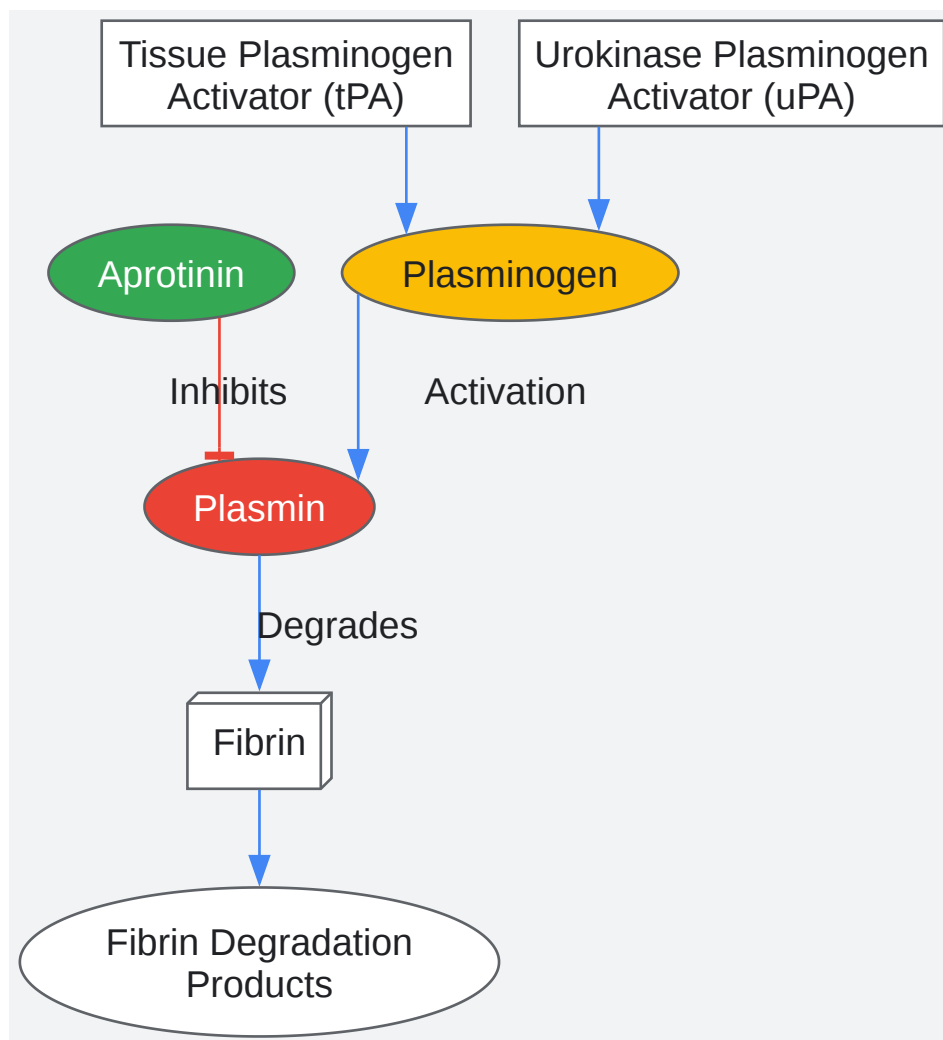 Tissue Plasminogen
Activator (tPA)
Urokinase Plasminogen
Activator (uPA)
Aprotinin
Plasminogen
Inhibits
Activation
Plasmin
Degrades
Fibrin
Fibrin Degradation
Products